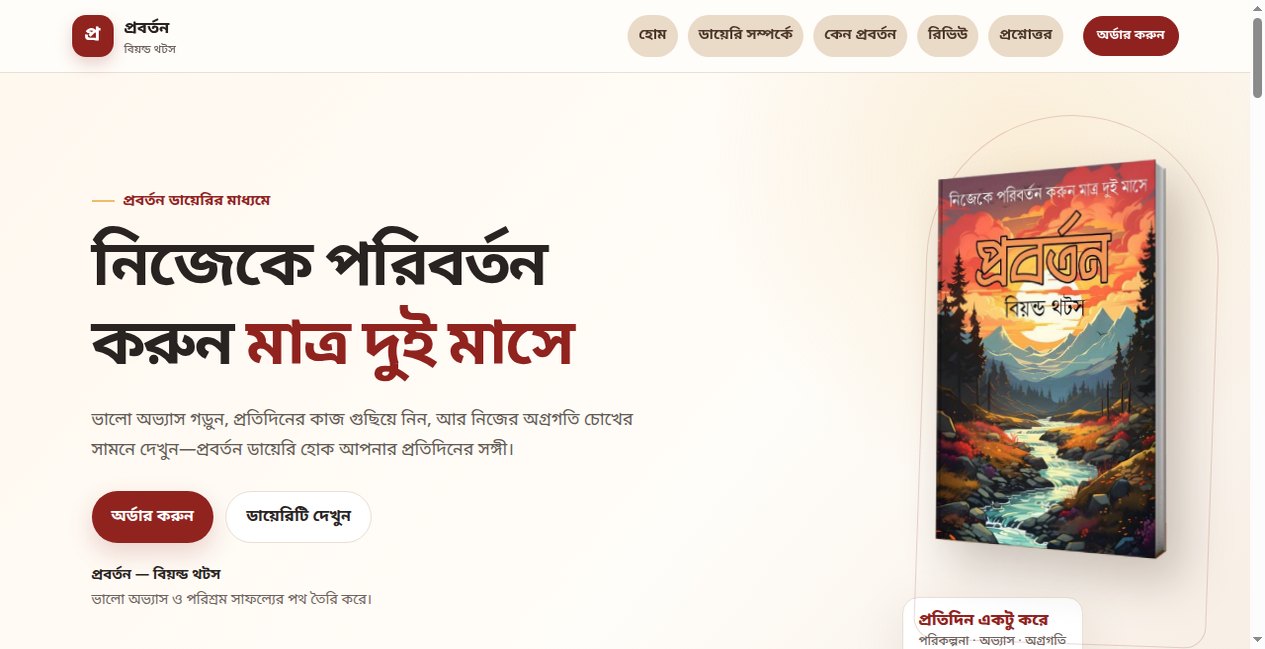 প্র
প্রবর্তন
বিয়ন্ড থটস
হোম
ডায়েরি সম্পর্কে
কেন প্রবর্তন
রিভিউ
প্রশ্নোত্তর
অর্ডার করুন
প্রবর্তন ডায়েরির মাধ্যমে
নিজেকে পরিবর্তন
করুন মাত্র দুই মাসে
ভালো অভ্যাস গড়ুন, প্রতিদিনের কাজ গুছিয়ে নিন, আর নিজের অগ্রগতি চোখের
সামনে দেখুন—প্রবর্তন ডায়েরি হোক আপনার প্রতিদিনের সঙ্গী।
অর্ডার করুন
ডায়েরিটি দেখুন
প্রবর্তন — বিয়ন্ড থটস
ভালো অভ্যাস ও পরিশ্রম সাফল্যের পথ তৈরি করে।
নিজেকে পরিবর্তন করুন মাত্র দুই মাসে
প্রবর্তন
বিয়ন্ড থটস
প্রতিদিন একটু করে
পরিকল্পনা · অভ্যাস · অগ্রগতি